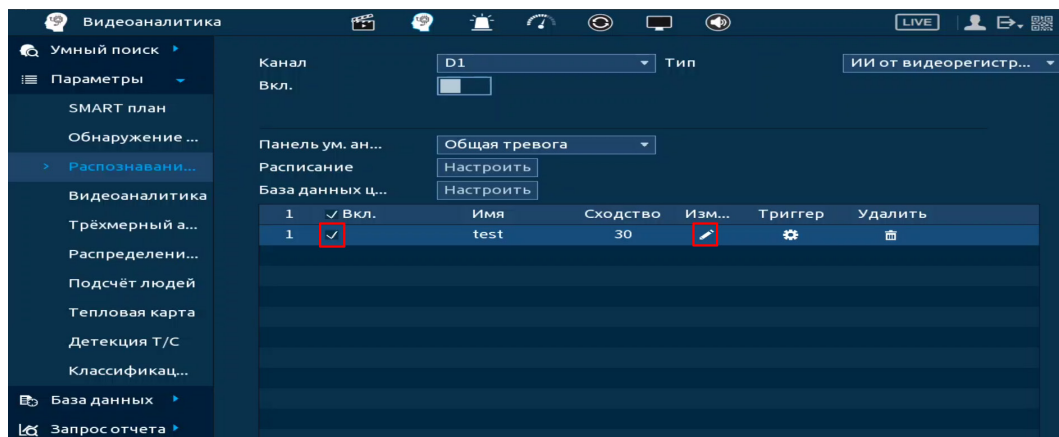 Видеоаналитика
LIVE
Умный поиск
Параметры
SMART план
Обнаружение ...
Распознавани...
Видеоаналитика
Трёхмерный а...
Распределени...
Подсчёт людей
Тепловая карта
Детекция Т/С
Классификац...
База данных
Запрос отчета
Канал D1 Тип ИИ от видеорегистр...
Вкл.
Панель ум. ан... Общая тревога
Расписание Настроить
База данных ц... Настроить
1 Вкл. Имя Сходство Изм... Триггер Удалить
1 test 30